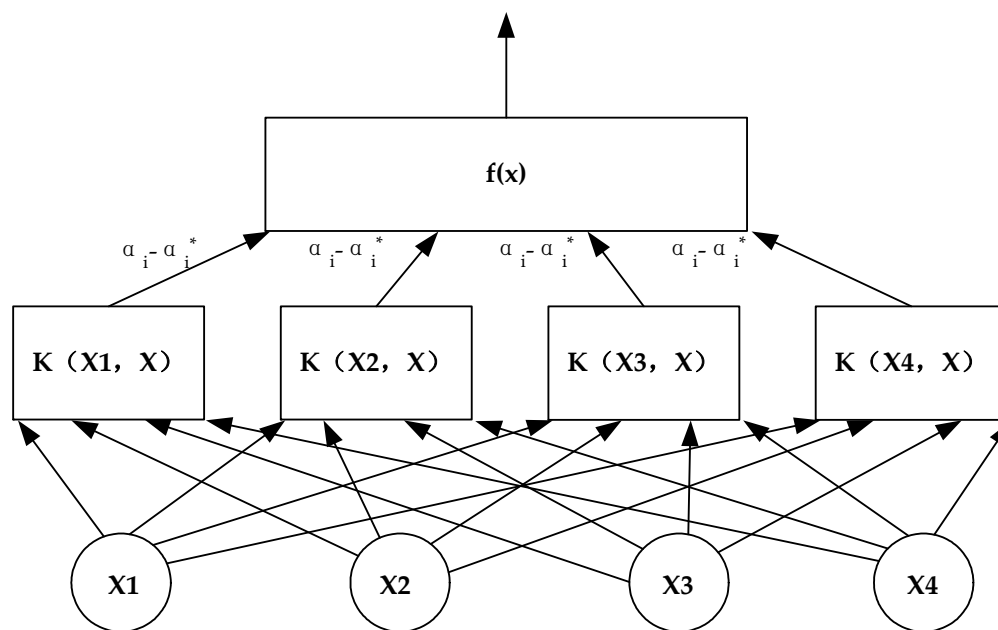 f(x)
α i- α i * α i- α i * α i- α i * α i- α i *
K（X1，X） K（X2，X） K（X3，X） K（X4，X）
X1 X2 X3 X4